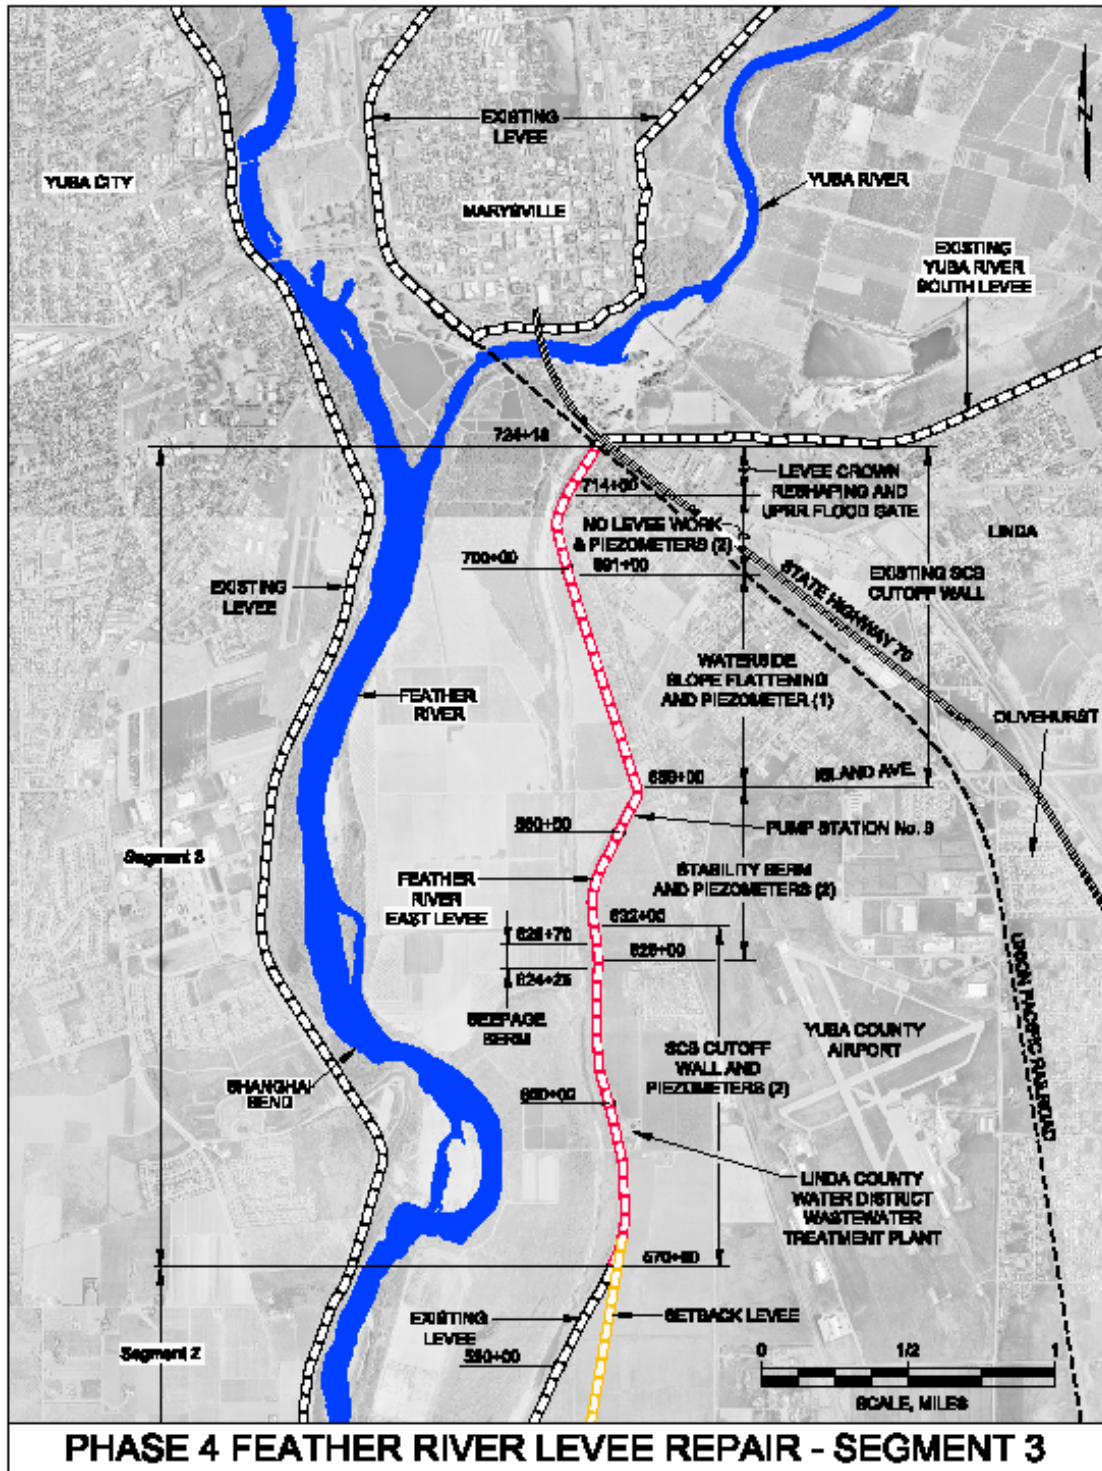 EXISTING
LEVEE
YUBA CITY
MARYSVILLE
YUBA RIVER
EXISTING
YUBA RIVER
SOUTH LEVEE
N
724+18
LEVEE CROWN
RESHAPING AND
UPRR FLOOD GATE
714+00
NO LEVEE WORK
& PIEZOMETERS (2)
LINDA
700+00
691+00
EXISTING SCB
CUTOFF WALL
STATE HIGHWAY 70
EXISTING
LEVEE
WATERSIDE
SLOPE FLATTENING
AND PIEZOMETER (1)
FEATHER
RIVER
OLIVEHURST
ISLAND AVE.
PUMP STATION No.
Segment 3
STABILITY BERM
AND PIEZOMETERS (2)
FEATHER
RIVER
EAST LEVEE
632+00
UNION PACIFIC RAILROAD
SEEPAGE
BERM
YUBA COUNTY
AIRPORT
SCB CUTOFF
WALL AND
PIEZOMETERS (2)
SHANGHAI
BEND
LINDA COUNTY
WATER DISTRICT
WASTEWATER
TREATMENT PLANT
EXISTING
LEVEE
SETBACK LEVEE
Segment 2
0 1/2 1
SCALE, MILES
PHASE 4 FEATHER RIVER LEVEE REPAIR - SEGMENT 3